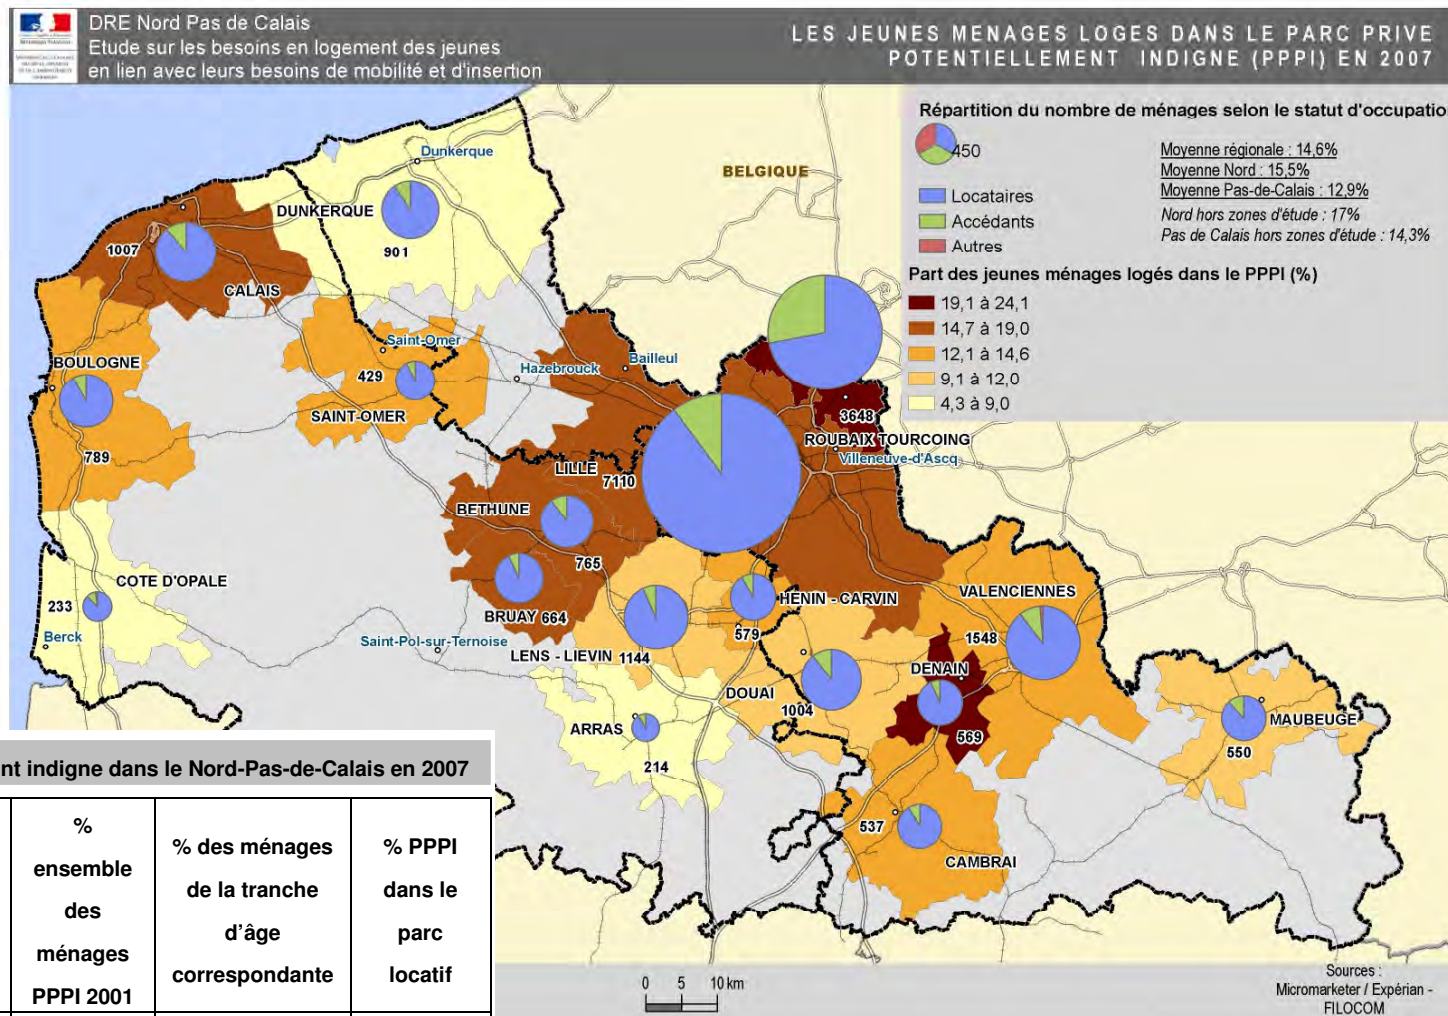 DRE Nord Pas de Calais
Etude sur les besoins en logement des jeunes
en lien avec leurs besoins de mobilité et d'insertion
LES JEUNES MENAGES LOGES DANS LE PARC PRIVE
POTENTIELLEMENT INDIGNE (PPPI) EN 2007
Répartition du nombre de ménages selon le statut d'occupation
450
Locataires
Accédants
Autres
Moyenne régionale : 14,6%
Moyenne Nord : 15,5%
Moyenne Pas-de-Calais : 12,9%
Nord hors zones d'étude : 17%
Pas de Calais hors zones d'étude : 14,3%
Part des jeunes ménages logés dans le PPPI (%)
19,1 à 24,1
14,7 à 19,0
12,1 à 14,6
9,1 à 12,0
4,3 à 9,0
BELGIQUE
Dunkerque
DUNKERQUE
901
1007
CALAIS
BOULOGNE
789
Saint-Omer
429
SAINT-OMER
Hazebrouck
Bailleul
3648
ROUBAIX TOURCOING
Villeneuve-d'Ascq
LILLE
7110
BETHUNE
765
BRUAY 664
COTE D'OPALE
233
Berck
Saint-Pol-sur-Ternoise
LENS - LIEVIN 1144
HENIN - CARVIN
579
VALENCIENNES
1548
DENAIN
569
DOUAI
1004
ARRAS
214
MAUBEUGE
550
537
CAMBRAI
nt indigne dans le Nord-Pas-de-Calais en 2007
%
ensemble
des
ménages
PPPI 2001
% des ménages
de la tranche
d'âge
correspondante
% PPPI
dans le
parc
locatif
0 5 10 km
Sources :
Micromarketer / Expérian -
FILOCOM